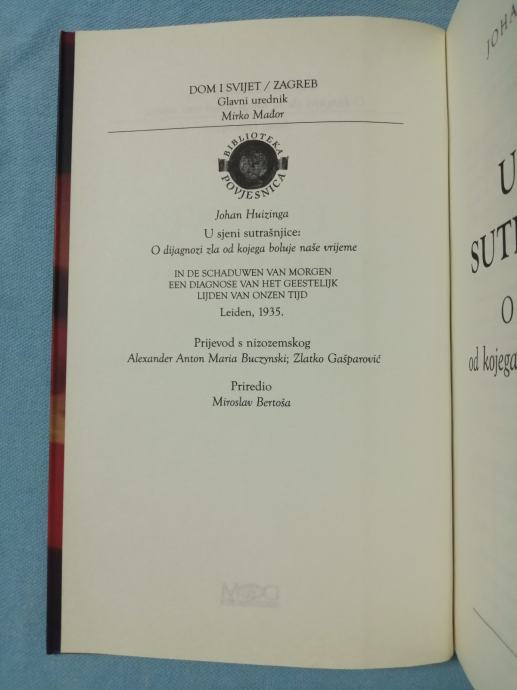 DOM I SVIJET / ZAGREB
Glavni urednik
Mirko Mađor
BIBLIOTEKA
POVJESNICA
Johan Huizinga
U sjeni sutrašnjice:
O dijagnozi zla od kojega boluje naše vrijeme
IN DE SCHADUWEN VAN MORGEN
EEN DIAGNOSE VAN HET GEESTELIJK
LIJDEN VAN ONZEN TIJD
Leiden, 1935.
Prijevod s nizozemskog
Alexander Anton Maria Buczynski; Zlatko Gašparović
Priredio
Miroslav Bertoša
JOHA
U
SUT
O
od kojega